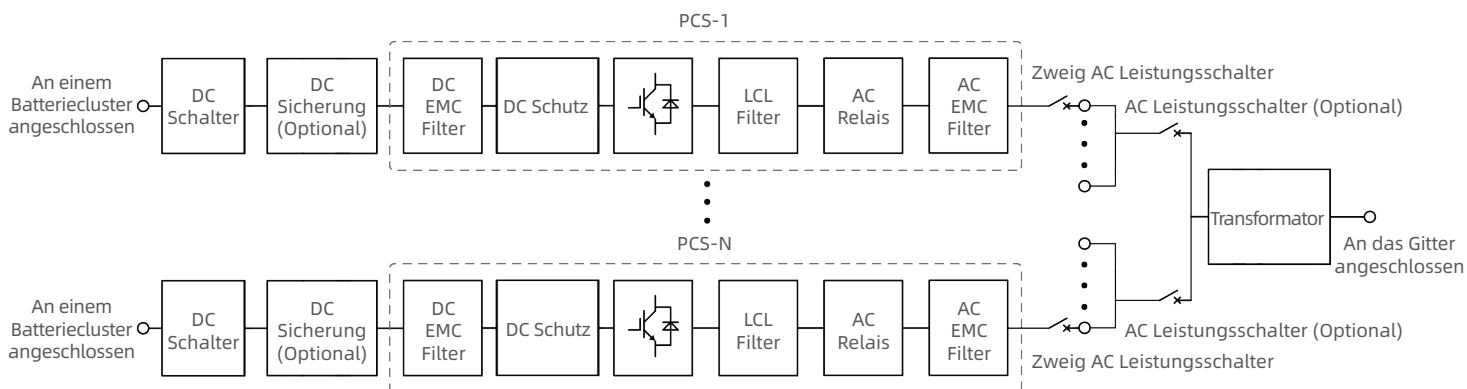 PCS-1
An einem
Batteriecluster
angeschlossen
DC
Schalter
DC
Sicherung
(Optional)
DC
EMC
Filter
DC Schutz
LCL
Filter
AC
Relais
AC
EMC
Filter
Zweig AC Leistungsschalter
AC Leistungsschalter (Optional)
Transformator
An das Gitter
angeschlossen
PCS-N
An einem
Batteriecluster
angeschlossen
DC
Schalter
DC
Sicherung
(Optional)
DC
EMC
Filter
DC Schutz
LCL
Filter
AC
Relais
AC
EMC
Filter
AC Leistungsschalter (Optional)
Zweig AC Leistungsschalter